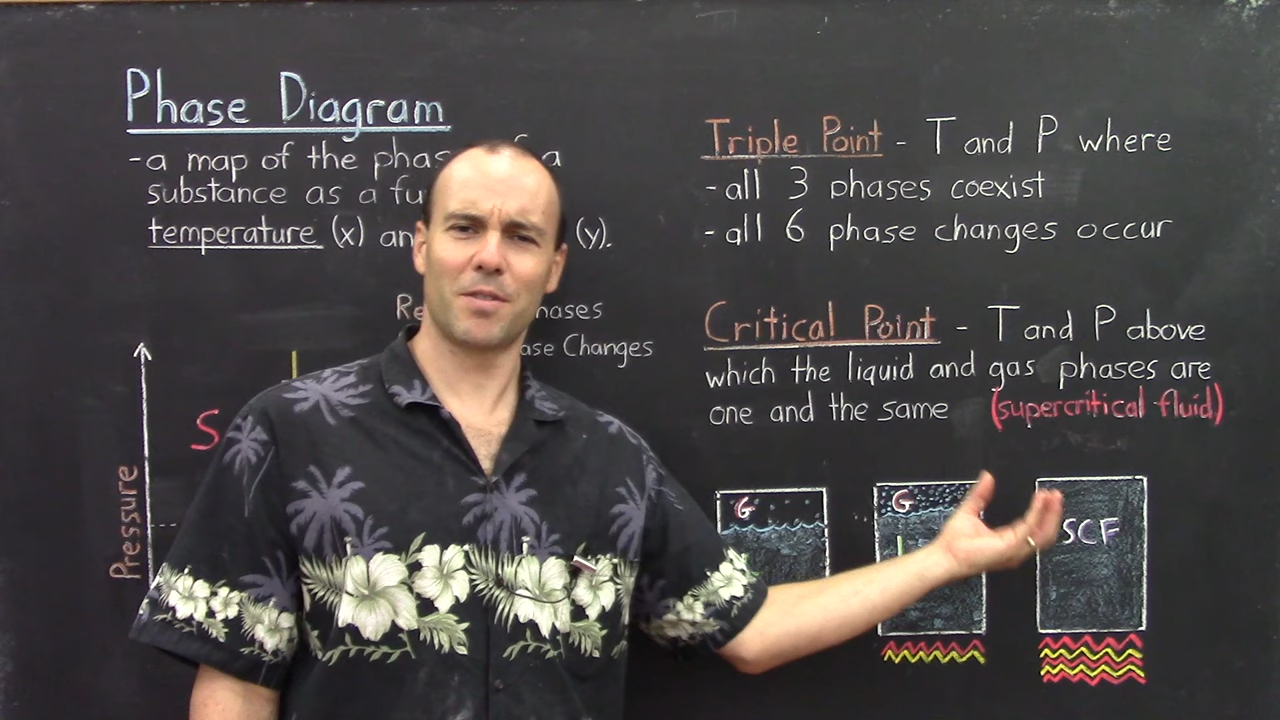 Phase Diagram
- a map of the phas a
substance as a fu
temperature (x) an (y).
Re hases
ase Changes
S
Pressure
Triple Point - T and P where
- all 3 phases coexist
- all 6 phase changes occur
Critical Point - T and P above
which the liquid and gas phases are
one and the same (supercritical fluid)
G
G
SCF